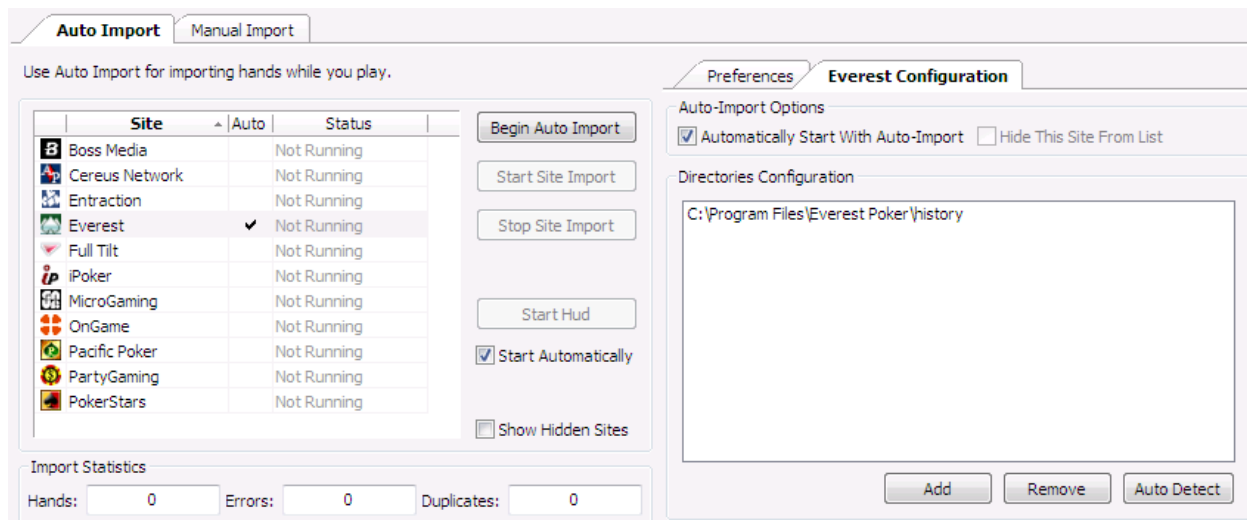 Auto Import Manual Import
Use Auto Import for importing hands while you play.
Site Auto Status
Boss Media Not Running
Cereus Network Not Running
Entraction Not Running
Everest ✔ Not Running
Full Tilt Not Running
iPoker Not Running
MicroGaming Not Running
OnGame Not Running
Pacific Poker Not Running
PartyGaming Not Running
PokerStars Not Running
Begin Auto Import
Start Site Import
Stop Site Import
Start Hud
Start Automatically
Show Hidden Sites
Import Statistics
Hands: 0 Errors: 0 Duplicates: 0
Preferences Everest Configuration
Auto-Import Options
Automatically Start With Auto-Import Hide This Site From List
Directories Configuration
C:\Program Files\Everest Poker\history
Add Remove Auto Detect